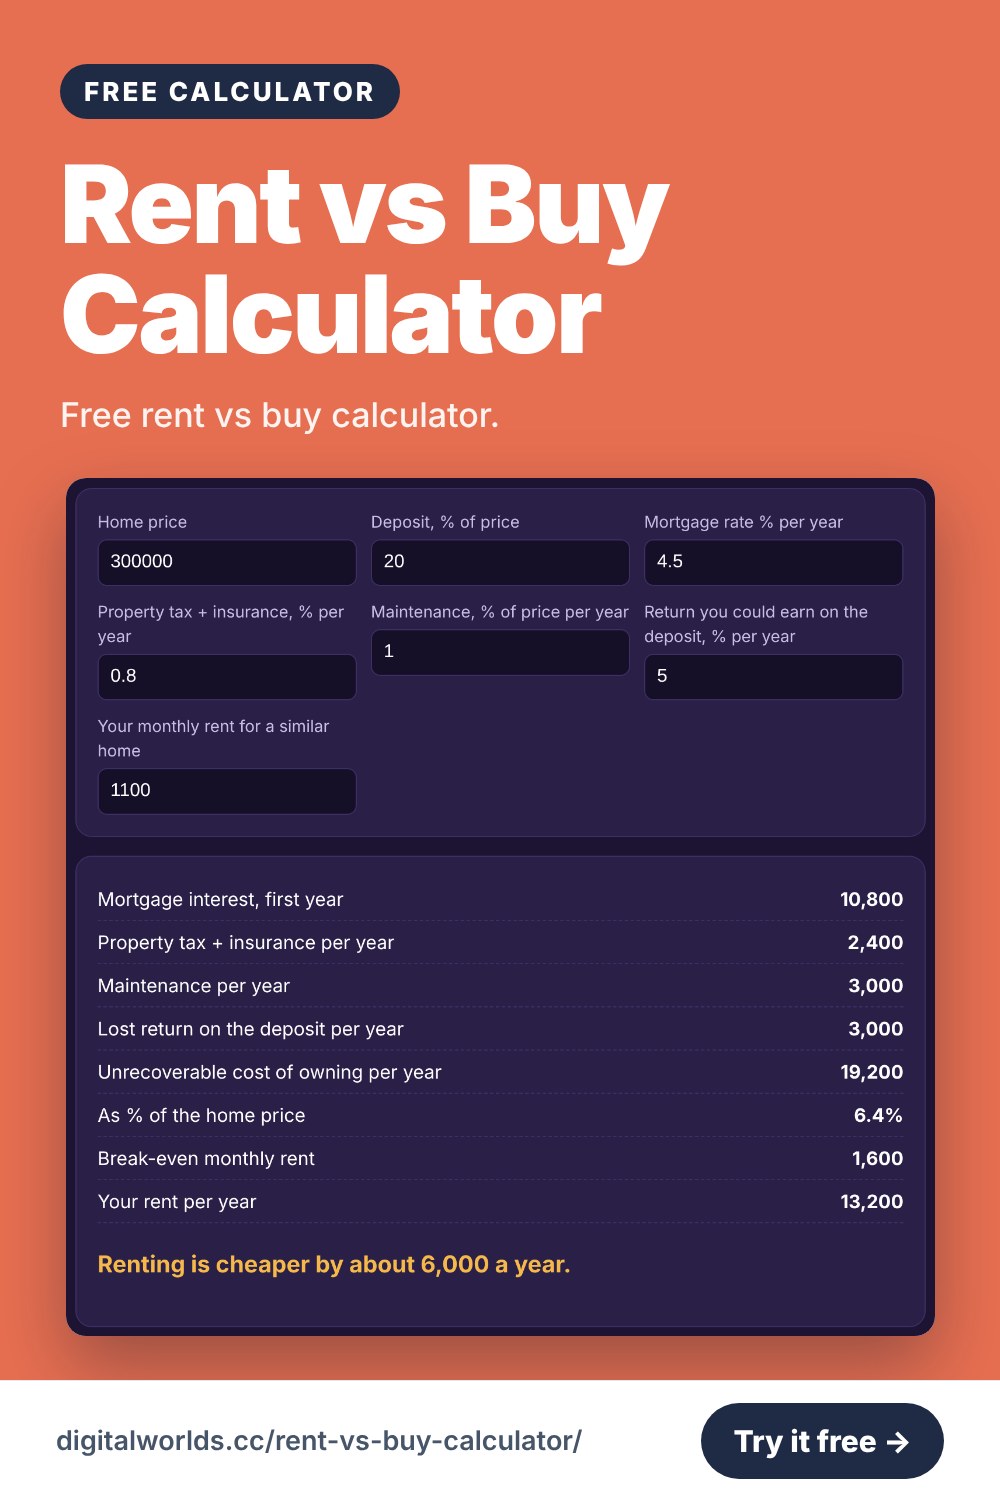 FREE CALCULATOR
Rent vs Buy
Calculator
Free rent vs buy calculator.
Home price
300000
Deposit, % of price
20
Mortgage rate % per year
4.5
Property tax + insurance, % per
year
0.8
Maintenance, % of price per year
1
Return you could earn on the
deposit, % per year
5
Your monthly rent for a similar
home
1100
Mortgage interest, first year 10,800
Property tax + insurance per year 2,400
Maintenance per year 3,000
Lost return on the deposit per year 3,000
Unrecoverable cost of owning per year 19,200
As % of the home price 6.4%
Break-even monthly rent 1,600
Your rent per year 13,200
Renting is cheaper by about 6,000 a year.
digitalworlds.cc/rent-vs-buy-calculator/
Try it free →